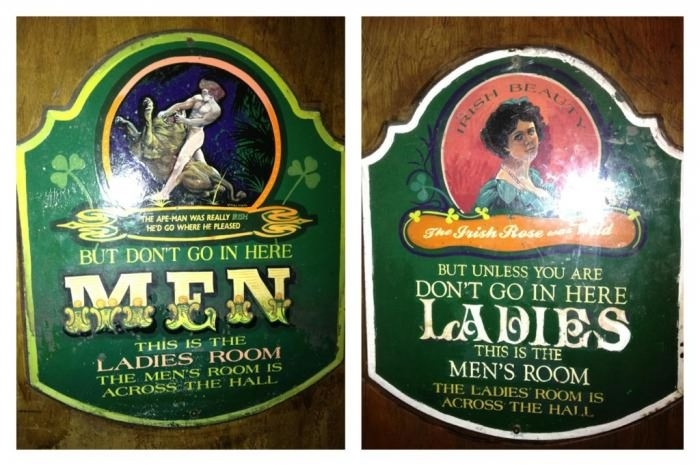 THE APE-MAN WAS REALLY IRISH
HE'D GO WHERE HE PLEASED
BUT DON'T GO IN HERE
MEN
THIS IS THE
LADIES ROOM
THE MEN'S ROOM IS
ACROSS THE HALL
IRISH BEAUTY
The Irish Rose was Wild
BUT UNLESS YOU ARE
DON'T GO IN HERE
LADIES
THIS IS THE
MEN'S ROOM
THE LADIES' ROOM IS
ACROSS THE HALL